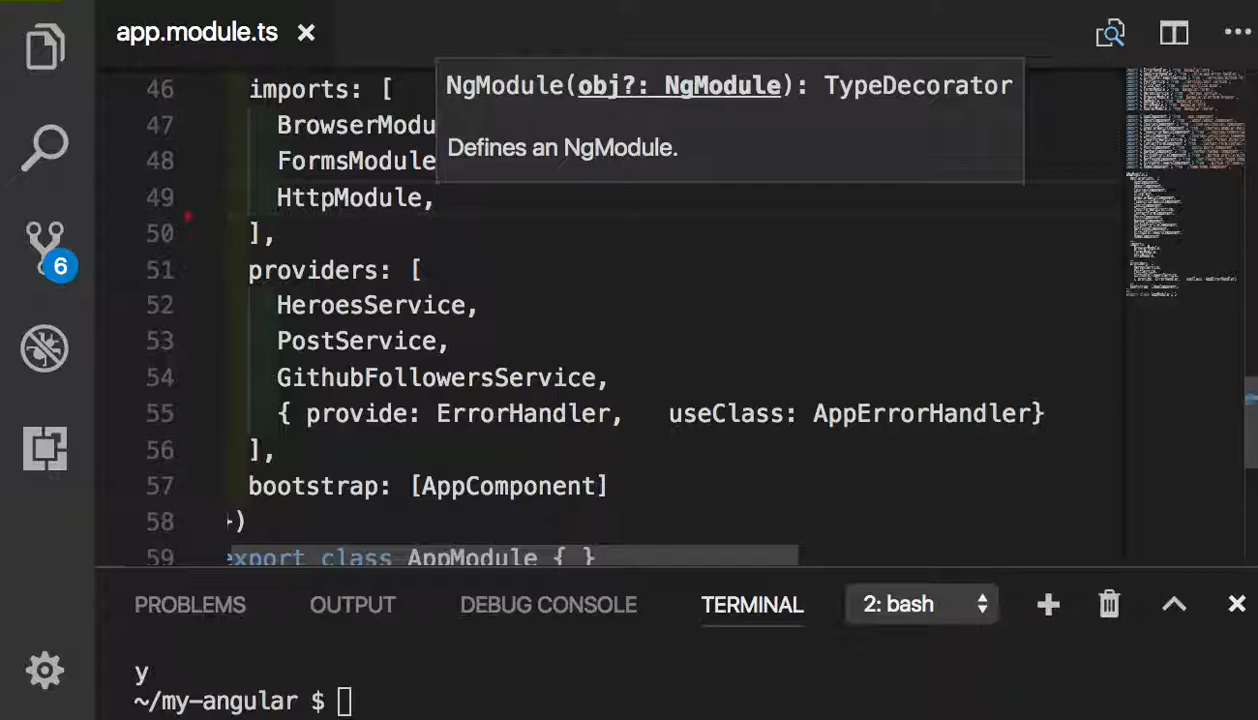 app.module.ts
NgModule(obj?: NgModule): TypeDecorator
Defines an NgModule.
46 imports: [
47 BrowserModu
48 FormsModule
49 HttpModule,
50 ],
51 providers: [
52 HeroesService,
53 PostService,
54 GithubFollowersService,
55 { provide: ErrorHandler, useClass: AppErrorHandler}
56 ],
57 bootstrap: [AppComponent]
58 })
59 export class AppModule { }
6
PROBLEMS OUTPUT DEBUG CONSOLE TERMINAL 2: bash
y
~/my-angular $